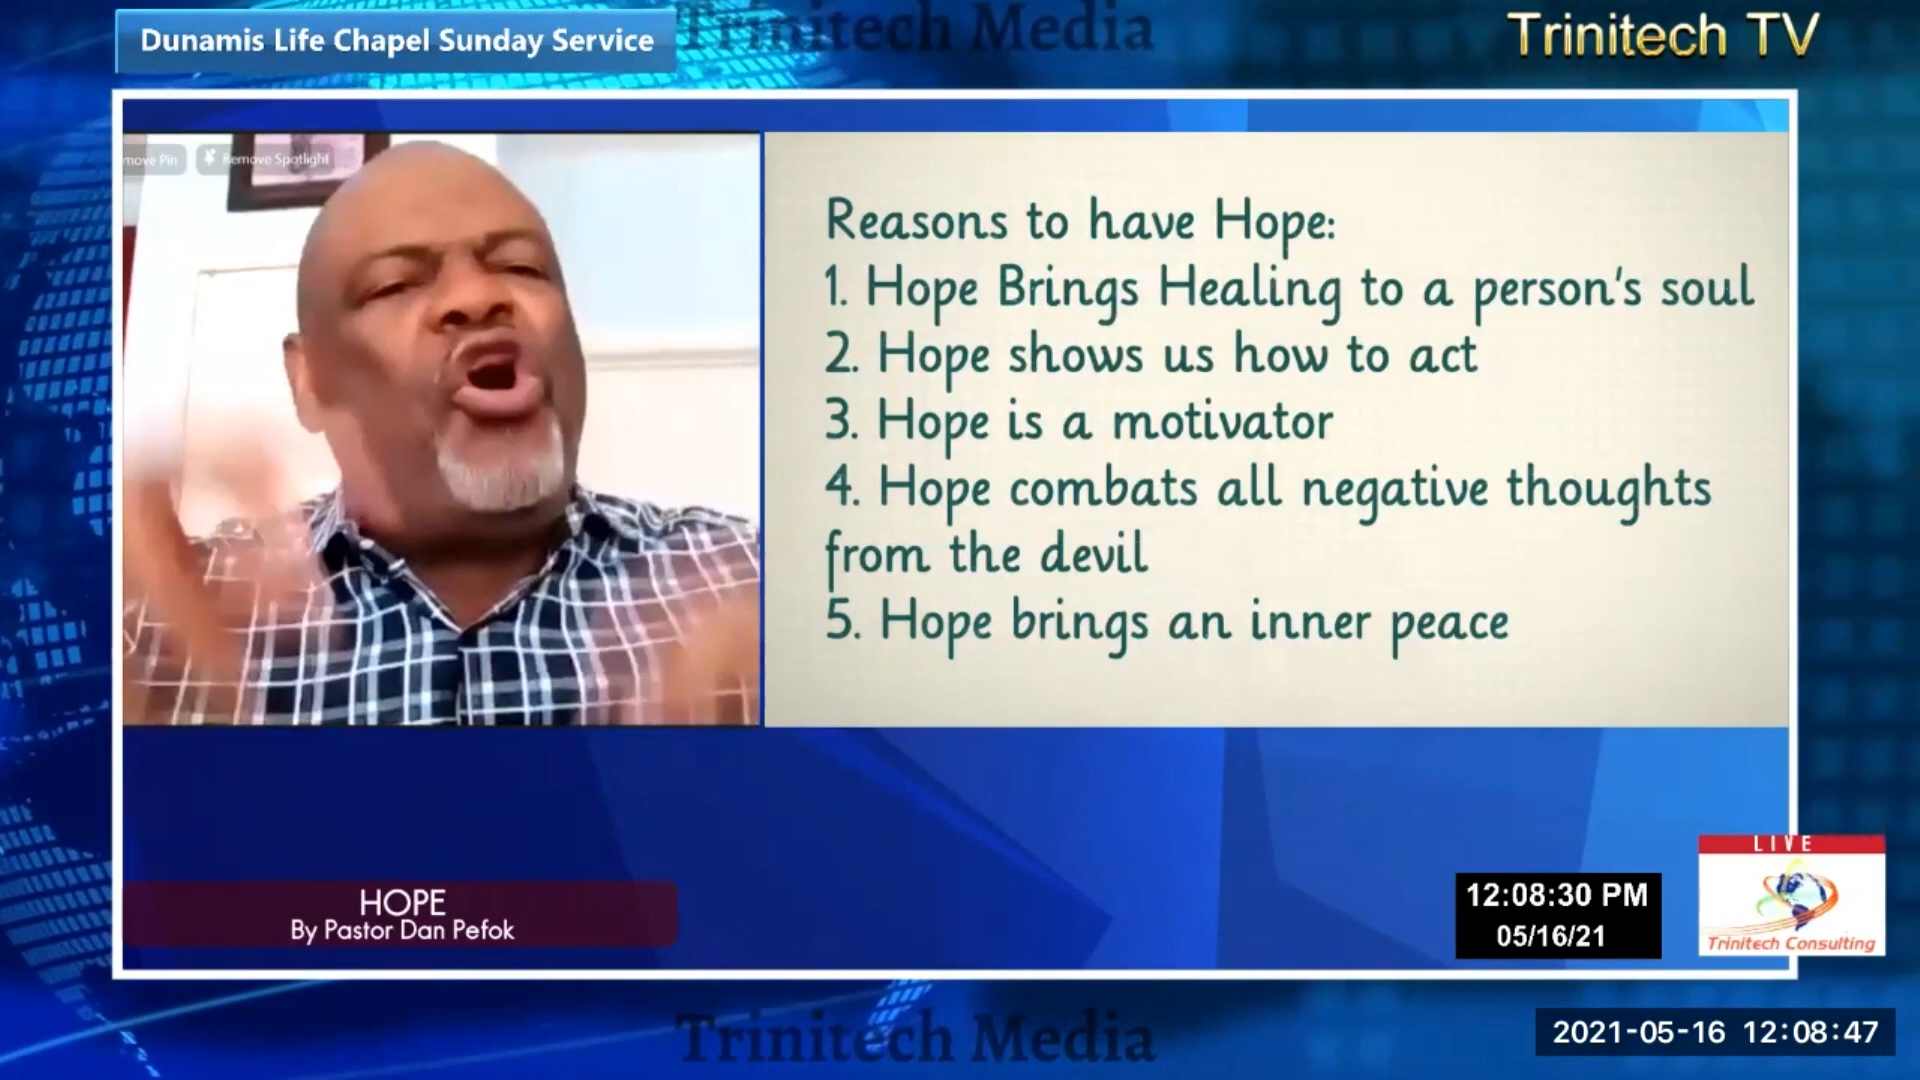 Dunamis Life Chapel Sunday Service
Trinitech Media
Trinitech TV
move Pin
Remove Spotlight
Reasons to have Hope:
1. Hope Brings Healing to a person's soul
2. Hope shows us how to act
3. Hope is a motivator
4. Hope combats all negative thoughts
from the devil
5. Hope brings an inner peace
HOPE
By Pastor Dan Pefok
12:08:30 PM
05/16/21
LIVE
Trinitech Consulting
Trinitech Media
2021-05-16 12:08:47